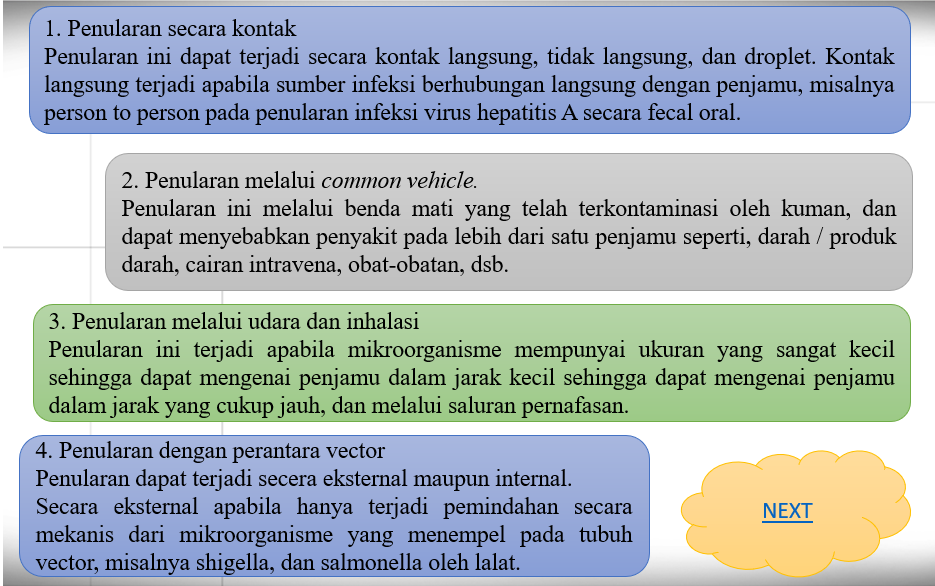 1. Penularan secara kontak
Penularan ini dapat terjadi secara kontak langsung, tidak langsung, dan droplet. Kontak
langsung terjadi apabila sumber infeksi berhubungan langsung dengan penjamu, misalnya
person to person pada penularan infeksi virus hepatitis A secara fecal oral.
2. Penularan melalui common vehicle.
Penularan ini melalui benda mati yang telah terkontaminasi oleh kuman, dan
dapat menyebabkan penyakit pada lebih dari satu penjamu seperti, darah / produk
darah, cairan intravena, obat-obatan, dsb.
3. Penularan melalui udara dan inhalasi
Penularan ini terjadi apabila mikroorganisme mempunyai ukuran yang sangat kecil
sehingga dapat mengenai penjamu dalam jarak kecil sehingga dapat mengenai penjamu
dalam jarak yang cukup jauh, dan melalui saluran pernafasan.
4. Penularan dengan perantara vector
Penularan dapat terjadi secera eksternal maupun internal.
Secara eksternal apabila hanya terjadi pemindahan secara
mekanis dari mikroorganisme yang menempel pada tubuh
vector, misalnya shigella, dan salmonella oleh lalat.
NEXT